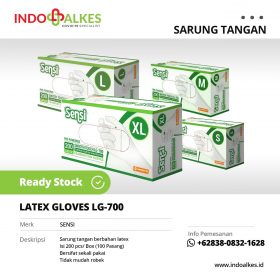 INDO ALKES
SARUNG TANGAN
Sensi
L
Sensi
M
Sensi
XL
S
Ready Stock
LATEX GLOVES LG-700
Merk SENSI
Deskripsi Sarung tangan berbahan latex
Isi 200 pcs/ Box (100 Pasang)
Bersifat sekali pakai
Tidak mudah robek
Info Pemesanan
+62838-0832-1628
www.indoalkes.id